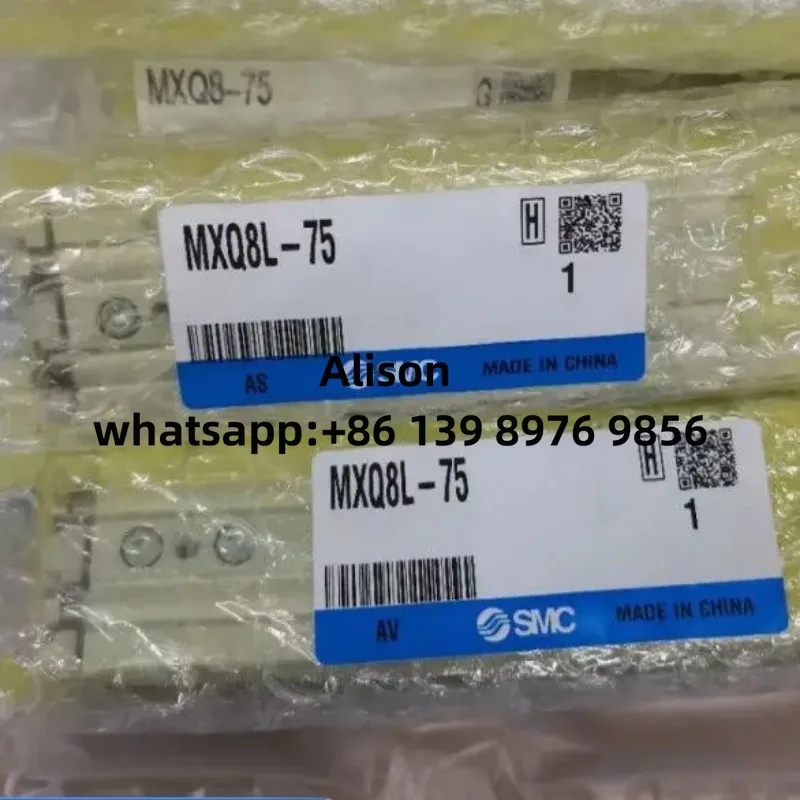 MXQ8-75
G
MXQ8L-75
H
1
AS
SMC
MADE IN CHINA
Alison
whatsapp:+86 139 8976 9856
MXQ8L-75
H
1
AV
SMC
MADE IN CHINA